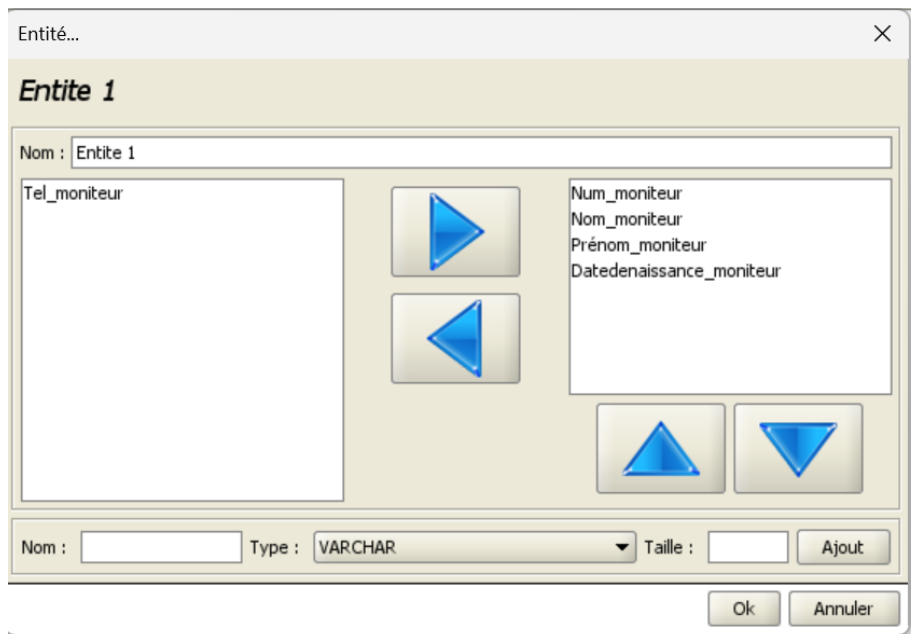 Entité...
Entite 1
Nom : Entite 1
Tel_moniteur
Num_moniteur
Nom_moniteur
Prénom_moniteur
Datedenaissance_moniteur
Nom : Type : VARCHAR Taille : Ajout
Ok Annuler